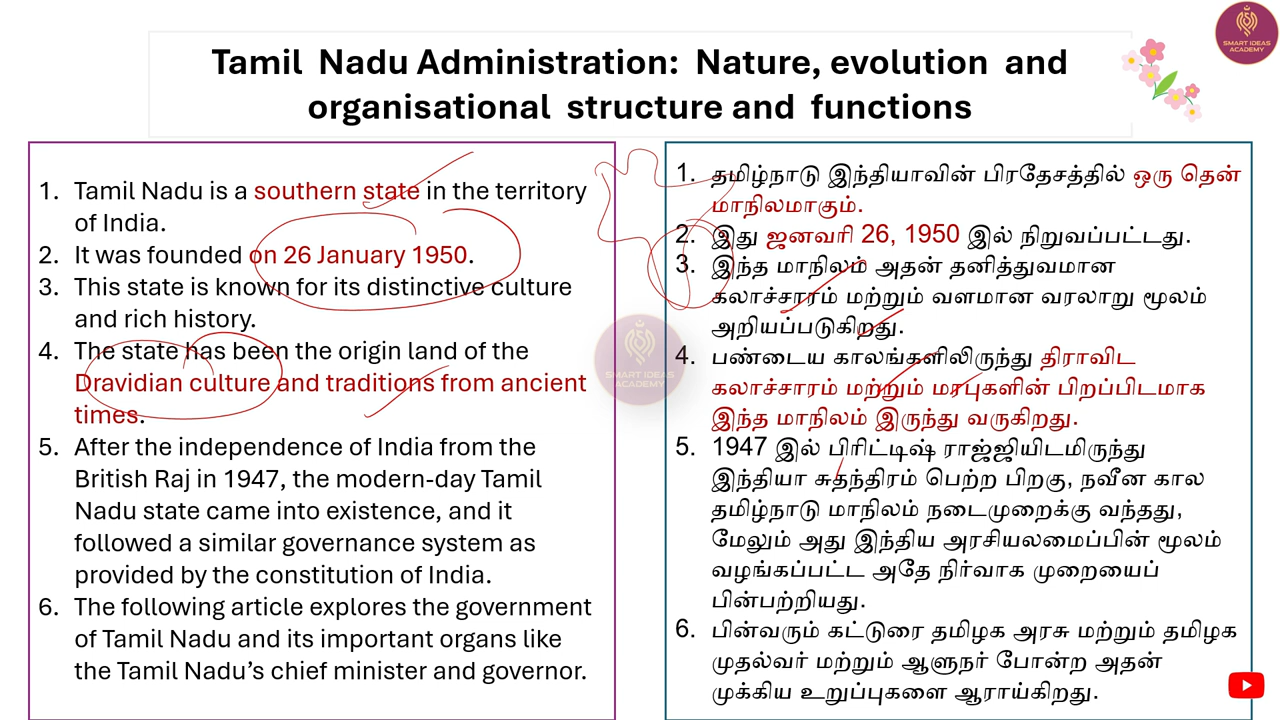 SMART IDEAS
ACADEMY
Tamil Nadu Administration: Nature, evolution and
organisational structure and functions
1. Tamil Nadu is a southern state in the territory
of India.
2. It was founded on 26 January 1950.
3. This state is known for its distinctive culture
and rich history.
4. The state has been the origin land of the
Dravidian culture and traditions from ancient
times.
5. After the independence of India from the
British Raj in 1947, the modern-day Tamil
Nadu state came into existence, and it
followed a similar governance system as
provided by the constitution of India.
6. The following article explores the government
of Tamil Nadu and its important organs like
the Tamil Nadu’s chief minister and governor.
SMART IDEAS
ACADEMY
1. தமிழ்நாடு இந்தியாவின் பிரதேசத்தில் ஒரு தென்
மாநிலமாகும்.
2. இது ஜனவரி 26, 1950 இல் நிறுவப்பட்டது.
3. இந்த மாநிலம் அதன் தனித்துவமான
கலாச்சாரம் மற்றும் வளமான வரலாறு மூலம்
அறியப்படுகிறது.
4. பண்டைய காலங்களிலிருந்து திராவிட
கலாச்சாரம் மற்றும் மரபுகளின் பிறப்பிடமாக
இந்த மாநிலம் இருந்து வருகிறது.
5. 1947 இல் பிரிட்டிஷ் ராஜ்ஜியிடமிருந்து
இந்தியா சுதந்திரம் பெற்ற பிறகு, நவீன கால
தமிழ்நாடு மாநிலம் நடைமுறைக்கு வந்தது,
மேலும் அது இந்திய அரசியலமைப்பின் மூலம்
வழங்கப்பட்ட அதே நிர்வாக முறையைப்
பின்பற்றியது.
6. பின்வரும் கட்டுரை தமிழக அரசு மற்றும் தமிழக
முதல்வர் மற்றும் ஆளுநர் போன்ற அதன்
முக்கிய உறுப்புகளை ஆராய்கிறது.